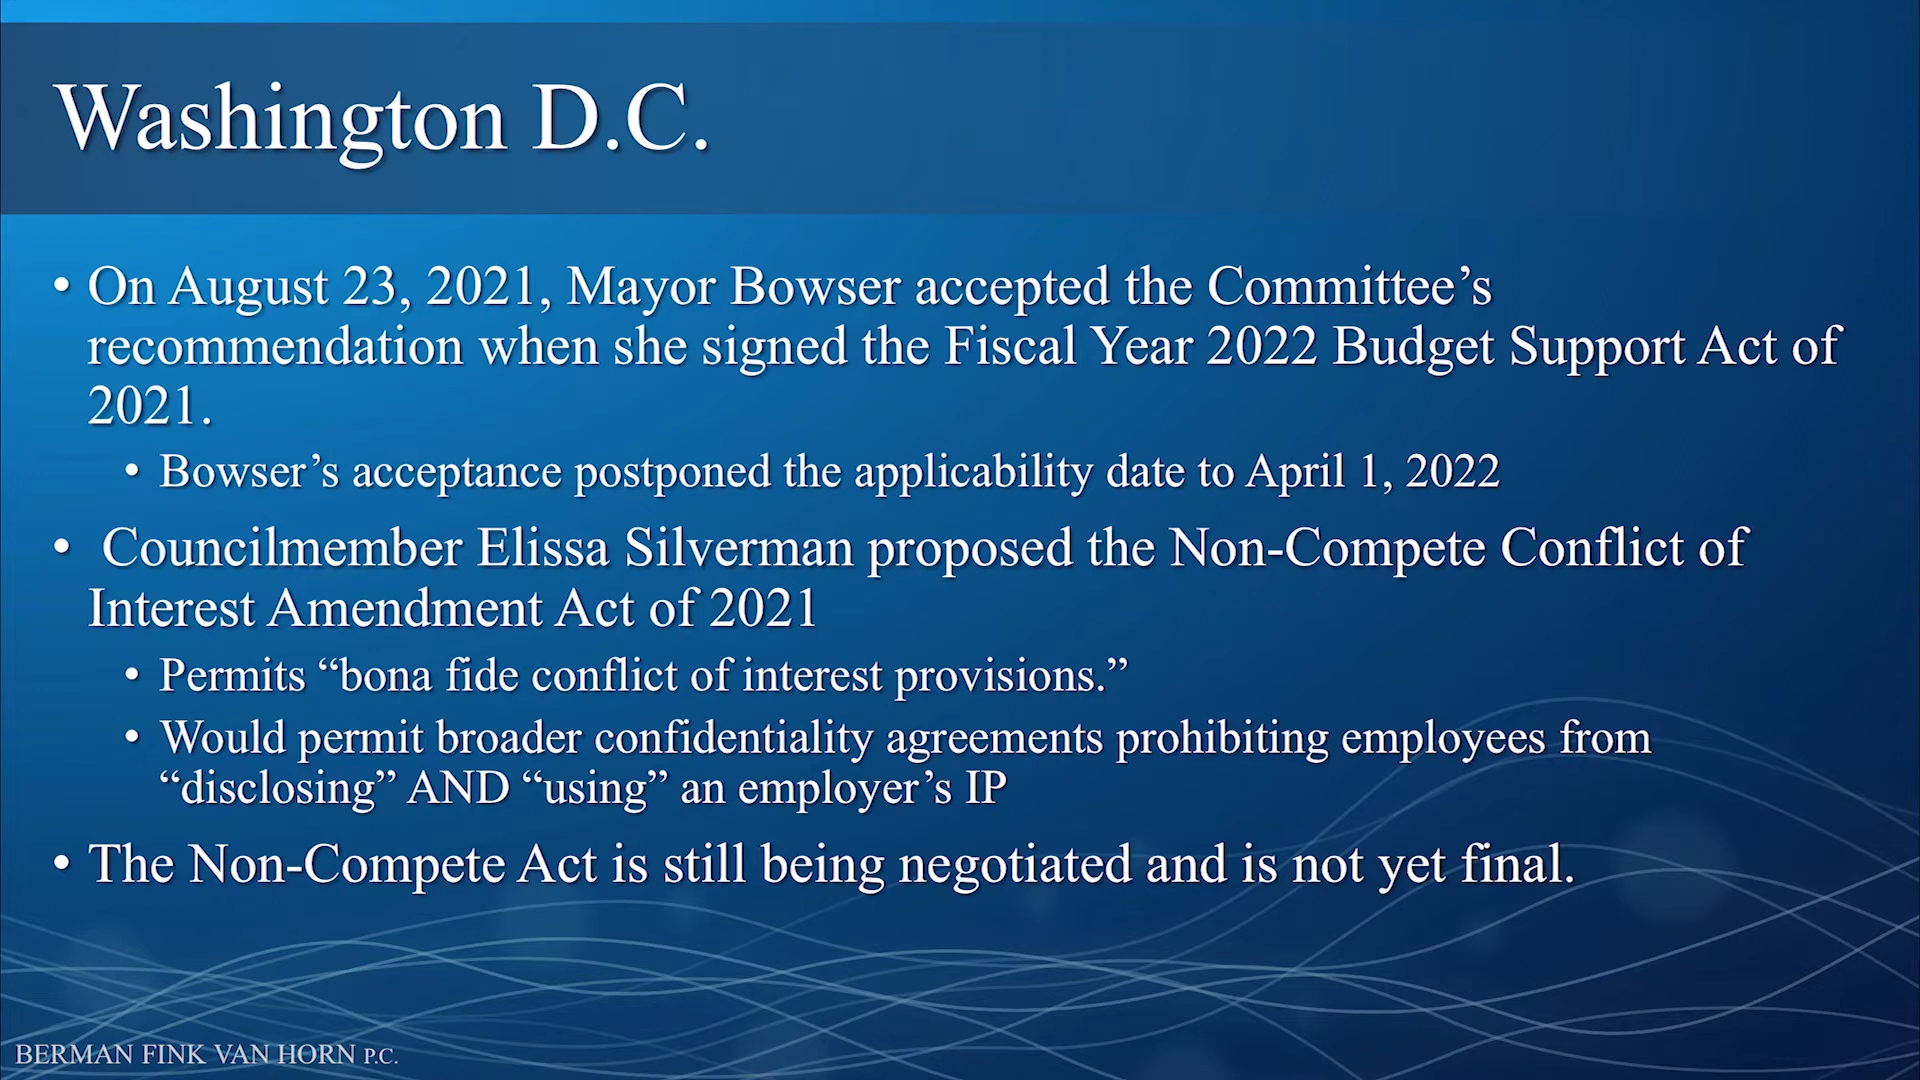 Washington D.C.
• On August 23, 2021, Mayor Bowser accepted the Committee’s
recommendation when she signed the Fiscal Year 2022 Budget Support Act of
2021.
• Bowser’s acceptance postponed the applicability date to April 1, 2022
• Councilmember Elissa Silverman proposed the Non-Compete Conflict of
Interest Amendment Act of 2021
• Permits “bona fide conflict of interest provisions.”
• Would permit broader confidentiality agreements prohibiting employees from
“disclosing” AND “using” an employer’s IP
• The Non-Compete Act is still being negotiated and is not yet final.
BERMAN FINK VAN HORN P.C.